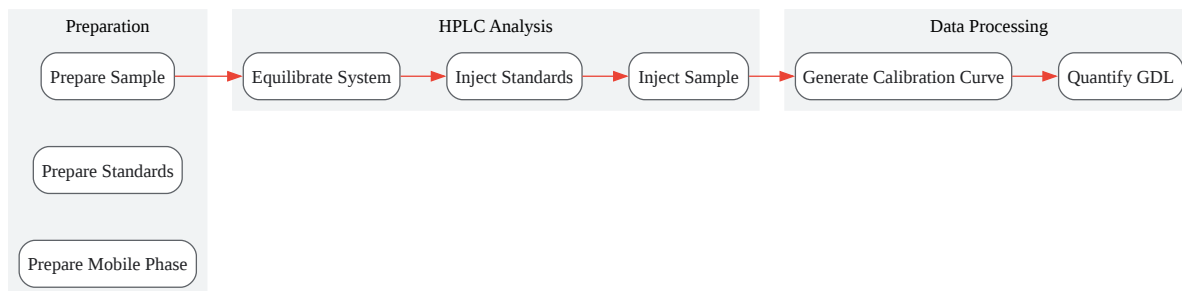 Preparation
Prepare Sample
Prepare Standards
Prepare Mobile Phase
HPLC Analysis
Equilibrate System
Inject Standards
Inject Sample
Data Processing
Generate Calibration Curve
Quantify GDL